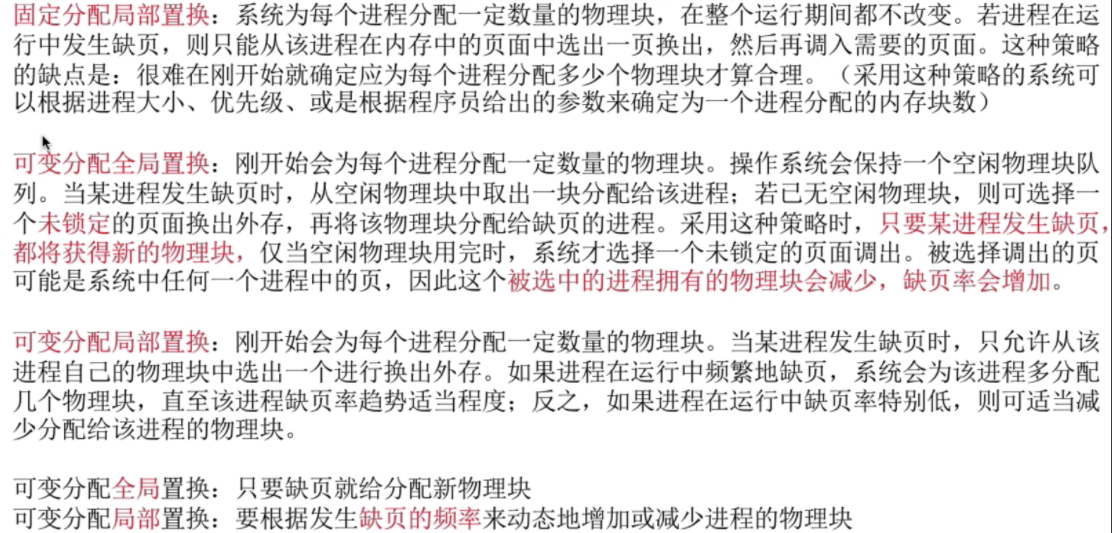 固定分配局部置换：系统为每个进程分配一定数量的物理块，在整个运行期间都不改变。若进程在运
行中发生缺页，则只能从该进程在内存中的页面中选出一页换出，然后再调入需要的页面。这种策略
的缺点是：很难在刚开始就确定应为每个进程分配多少个物理块才算合理。（采用这种策略的系统可
以根据进程大小、优先级、或是根据程序员给出的参数来确定为一个进程分配的内存块数）
可变分配全局置换：刚开始会为每个进程分配一定数量的物理块。操作系统会保持一个空闲物理块队
列。当某进程发生缺页时，从空闲物理块中取出一块分配给该进程；若已无空闲物理块，则可选择一
个未锁定的页面换出外存，再将该物理块分配给缺页的进程。采用这种策略时，只要某进程发生缺页，
都将获得新的物理块，仅当空闲物理块用完时，系统才选择一个未锁定的页面调出。被选择调出的页
可能是系统中任何一个进程中的页，因此这个被选中的进程拥有的物理块会减少，缺页率会增加。
可变分配局部置换：刚开始会为每个进程分配一定数量的物理块。当某进程发生缺页时，只允许从该
进程自己的物理块中选出一个进行换出外存。如果进程在运行中频繁地缺页，系统会为该进程多分配
几个物理块，直至该进程缺页率趋势适当程度；反之，如果进程在运行中缺页率特别低，则可适当减
少分配给该进程的物理块。
可变分配全局置换：只要缺页就给分配新物理块
可变分配局部置换：要根据发生缺页的频率来动态地增加或减少进程的物理块